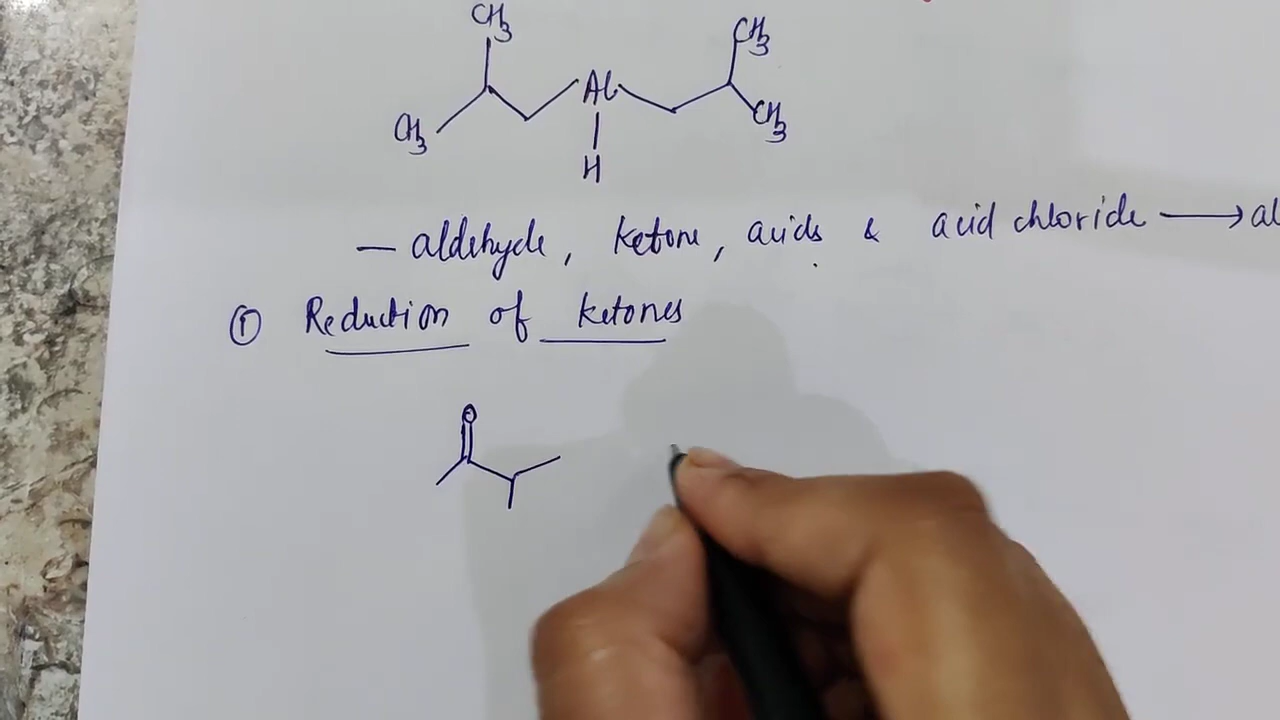 CH3 CH3
CH3 Al CH3
H
— aldehyde, ketone, acids & acid chloride ⟶ al
① Reduction of ketones
O